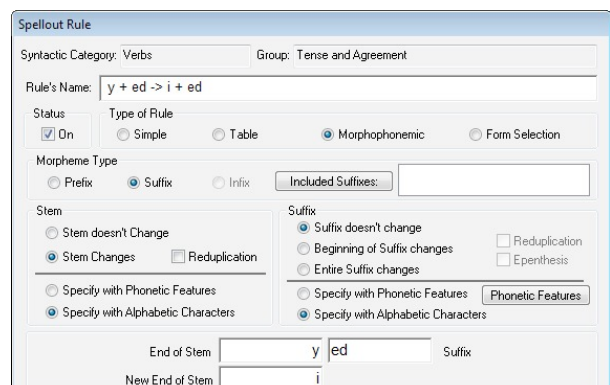 Spellout Rule
Syntactic Category: Verbs Group: Tense and Agreement
Rule's Name: y + ed -> i + ed
Status Type of Rule
On Simple Table Morphophonemic Form Selection
Morpheme Type
Prefix Suffix Infix Included Suffixes:
Stem Suffix
Stem doesn't Change Suffix doesn't change
Beginning of Suffix changes Reduplication
Stem Changes Reduplication Epenthesis
Entire Suffix changes
Specify with Phonetic Features Specify with Phonetic Features Phonetic Features
Specify with Alphabetic Characters Specify with Alphabetic Characters
End of Stem y ed Suffix
New End of Stem i